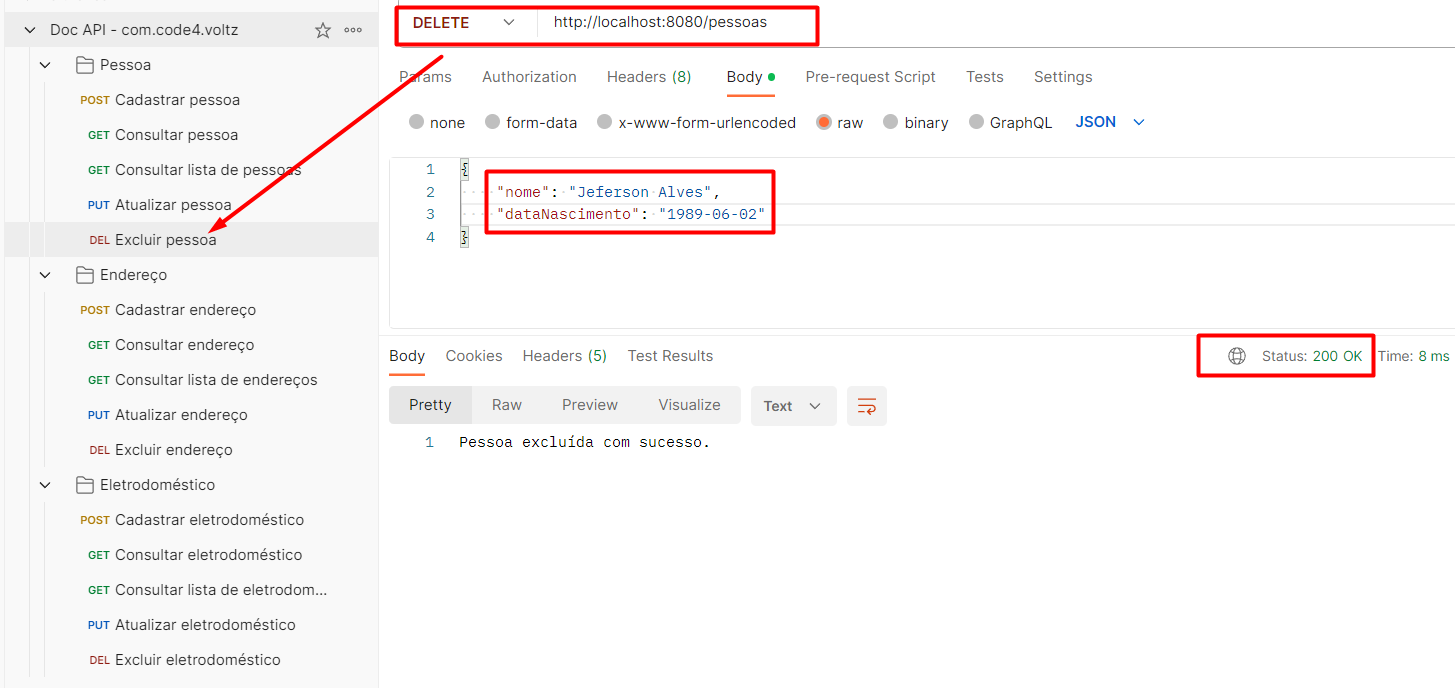 Doc API - com.code4.voltz
Pessoa
POST Cadastrar pessoa
GET Consultar pessoa
GET Consultar lista de pessoas
PUT Atualizar pessoa
DEL Excluir pessoa
Endereço
POST Cadastrar endereço
GET Consultar endereço
GET Consultar lista de endereços
PUT Atualizar endereço
DEL Excluir endereço
Eletrodoméstico
POST Cadastrar eletrodoméstico
GET Consultar eletrodoméstico
GET Consultar lista de eletrodom...
PUT Atualizar eletrodoméstico
DEL Excluir eletrodoméstico
DELETE http://localhost:8080/pessoas
Params Authorization Headers (8) Body Pre-request Script Tests Settings
none form-data x-www-form-urlencoded raw binary GraphQL JSON
1 {
2 "nome": "Jeferson Alves",
3 "dataNascimento": "1989-06-02"
4 }
Body Cookies Headers (5) Test Results Status: 200 OK Time: 8 ms
Pretty Raw Preview Visualize Text
1 Pessoa excluída com sucesso.